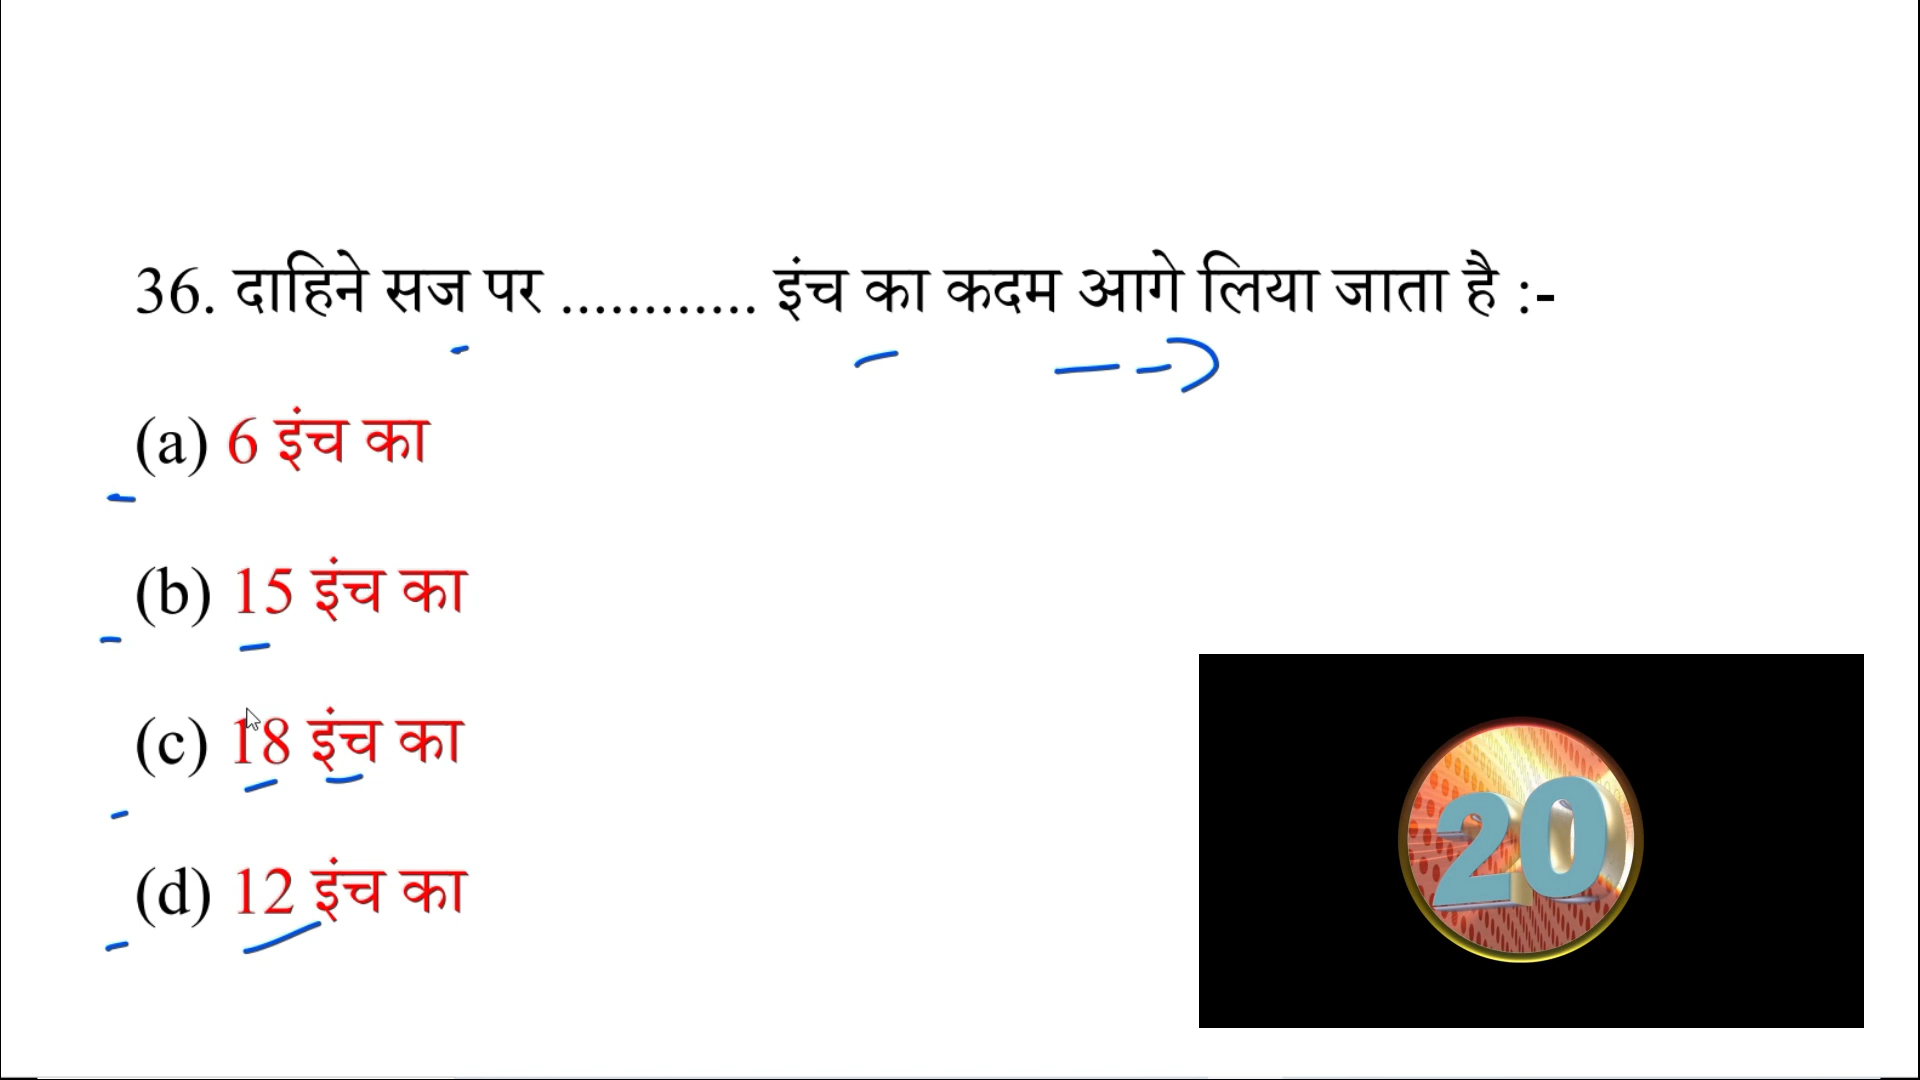 36. दाहिने सज पर ............ इंच का कदम आगे लिया जाता है :-
(a) 6 इंच का
(b) 15 इंच का
(c) 18 इंच का
(d) 12 इंच का
20